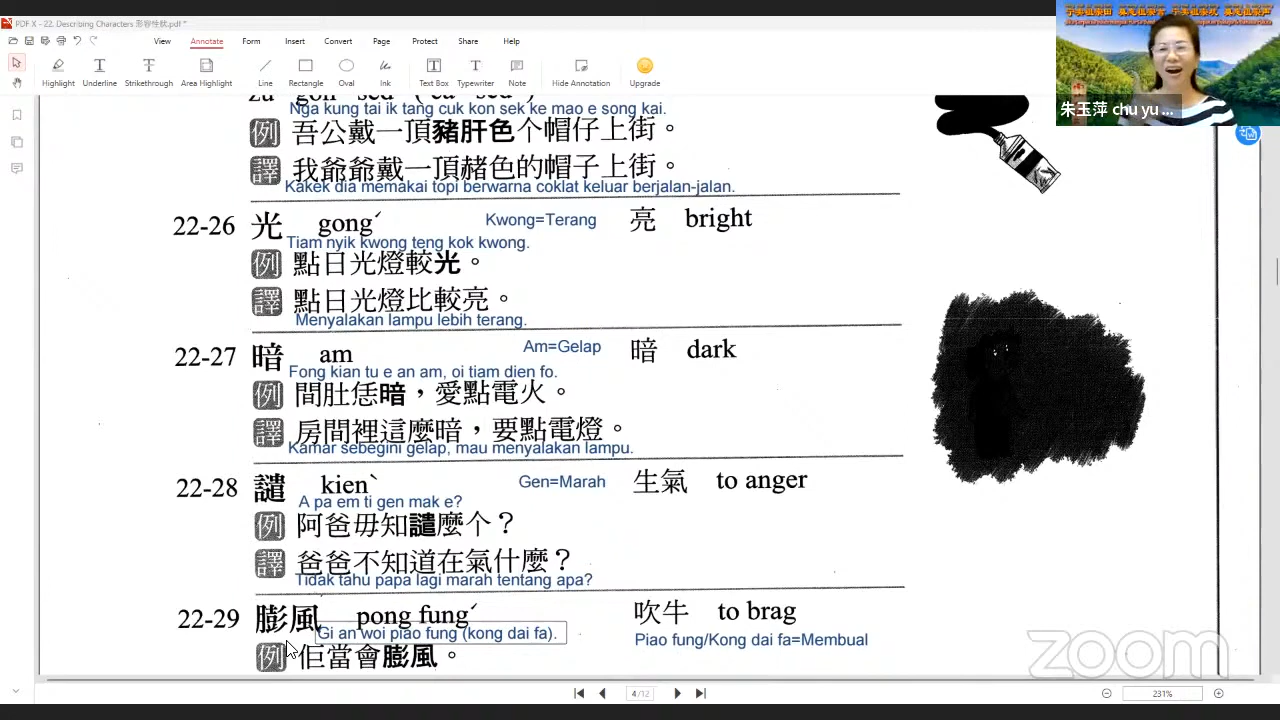 PDF X - 22. Describing Characters 形容性狀.pdf *
View Annotate Form Insert Convert Page Protect Share Help
Highlight Underline Strikethrough Area Highlight Line Rectangle Oval Ink Text Box Typewriter Note Hide Annotation Upgrade
朱玉萍 chu yu ...
Nga kung tai ik tang cuk kon sek ke mao e song kai.
例 吾公戴一頂豬肝色个帽仔上街。
譯 我爺爺戴一頂赭色的帽子上街。
Kakek dia memakai topi berwarna coklat keluar berjalan-jalan.
22-26 光 gongˊ Kwong=Terang 亮 bright
Tiam nyik kwong teng kok kwong.
例 點日光燈較光。
譯 點日光燈比較亮。
Menyalakan lampu lebih terang.
22-27 暗 am Am=Gelap 暗 dark
Fong kian tu e an am, oi tiam dien fo.
例 間肚恁暗，愛點電火。
譯 房間裡這麼暗，要點電燈。
Kamar sebegini gelap, mau menyalakan lampu.
22-28 譴 kienˋ Gen=Marah 生氣 to anger
A pa em ti gen mak e?
例 阿爸毋知譴麼个？
譯 爸爸不知道在氣什麼？
Tidak tahu papa lagi marah tentang apa?
22-29 膨風 pong fungˊ 吹牛 to brag
Gi an woi piao fung (kong dai fa).
Piao fung/Kong dai fa=Membual
例 佢當會膨風。
zoom
4/12
231%